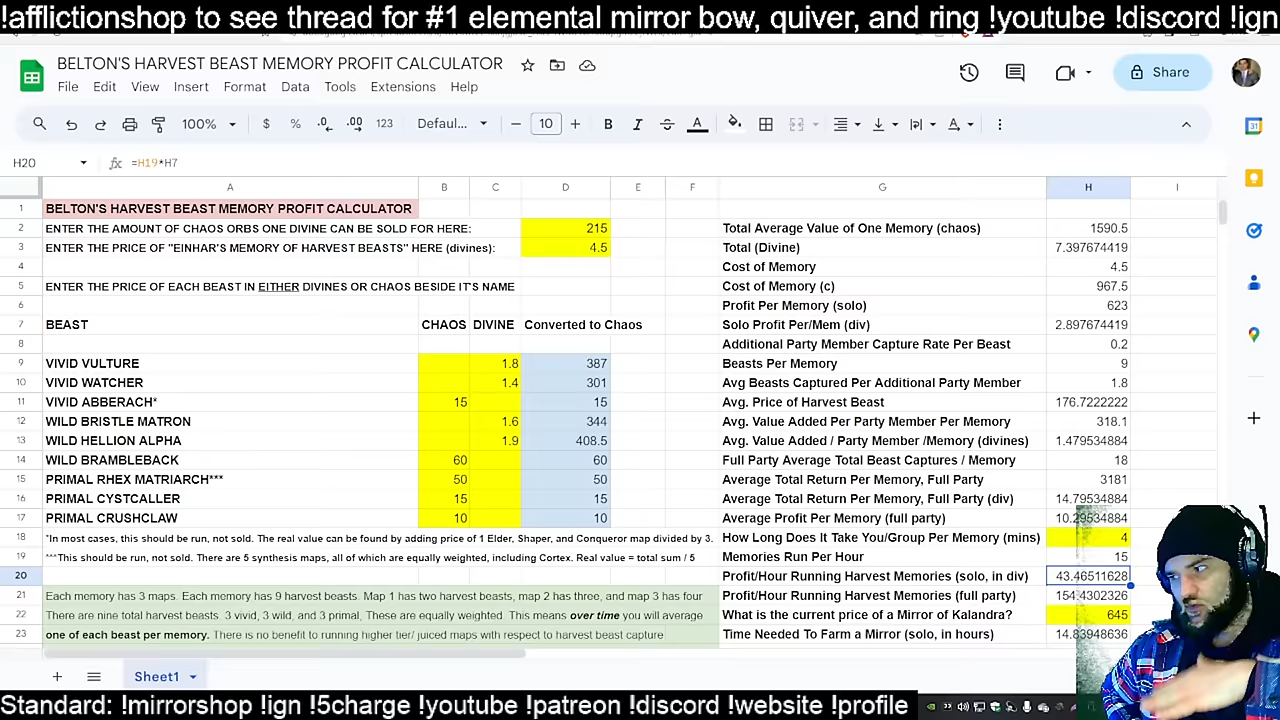 !afflictionshop to see thread for #1 elemental mirror bow, quiver, and ring !youtube !discord !ign
BELTON'S HARVEST BEAST MEMORY PROFIT CALCULATOR
File Edit View Insert Format Data Tools Extensions Help
Share
100% $ % .0 .00 123 Defaul... 10 B I A
H20 fx =H19*H7
A B C D E F G H I
1 BELTON'S HARVEST BEAST MEMORY PROFIT CALCULATOR
2 ENTER THE AMOUNT OF CHAOS ORBS ONE DIVINE CAN BE SOLD FOR HERE: 215 Total Average Value of One Memory (chaos) 1590.5
3 ENTER THE PRICE OF "EINHAR'S MEMORY OF HARVEST BEASTS" HERE (divines): 4.5 Total (Divine) 7.397674419
4 Cost of Memory 4.5
5 ENTER THE PRICE OF EACH BEAST IN EITHER DIVINES OR CHAOS BESIDE IT'S NAME Cost of Memory (c) 967.5
6 Profit Per Memory (solo) 623
7 BEAST CHAOS DIVINE Converted to Chaos Solo Profit Per/Mem (div) 2.897674419
8 Additional Party Member Capture Rate Per Beast 0.2
9 VIVID VULTURE 1.8 387 Beasts Per Memory 9
10 VIVID WATCHER 1.4 301 Avg Beasts Captured Per Additional Party Member 1.8
11 VIVID ABBERACH* 15 15 Avg. Price of Harvest Beast 176.7222222
12 WILD BRISTLE MATRON 1.6 344 Avg. Value Added Per Party Member Per Memory 318.1
13 WILD HELLION ALPHA 1.9 408.5 Avg. Value Added / Party Member /Memory (divines) 1.479534884
14 WILD BRAMBLEBACK 60 60 Full Party Average Total Beast Captures / Memory 18
15 PRIMAL RHEX MATRIARCH*** 50 50 Average Total Return Per Memory, Full Party 3181
16 PRIMAL CYSTCALLER 15 15 Average Total Return Per Memory, Full Party (div) 14.79534884
17 PRIMAL CRUSHCLAW 10 10 Average Profit Per Memory (full party) 10.29534884
18 *In most cases, this should be run, not sold. The real value can be found by adding price of 1 Elder, Shaper, and Conqueror map divided by 3. How Long Does It Take You/Group Per Memory (mins) 4
19 ***This should be run, not sold. There are 5 synthesis maps, all of which are equally weighted, including Cortex. Real value = total sum / 5 Memories Run Per Hour 15
20 Profit/Hour Running Harvest Memories (solo, in div) 43.46511628
21 Each memory has 3 maps. Each memory has 9 harvest beasts. Map 1 has two harvest beasts, map 2 three, and map 3 has four Profit/Hour Running Harvest Memories (full party) 154.4302326
22 There are nine total harvest beasts. 3 vivid, 3 wild, and 3 primal, These are equally weighted. This means over time you will average What is the current price of a Mirror of Kalandra? 645
23 one of each beast per memory. There is no benefit to running higher tier/ juiced maps with respect to harvest beast capture Time Needed To Farm a Mirror (solo, in hours) 14.83948636
Sheet1
Standard: !mirrorshop !ign !5charge !youtube !patreon !discord !website !profile